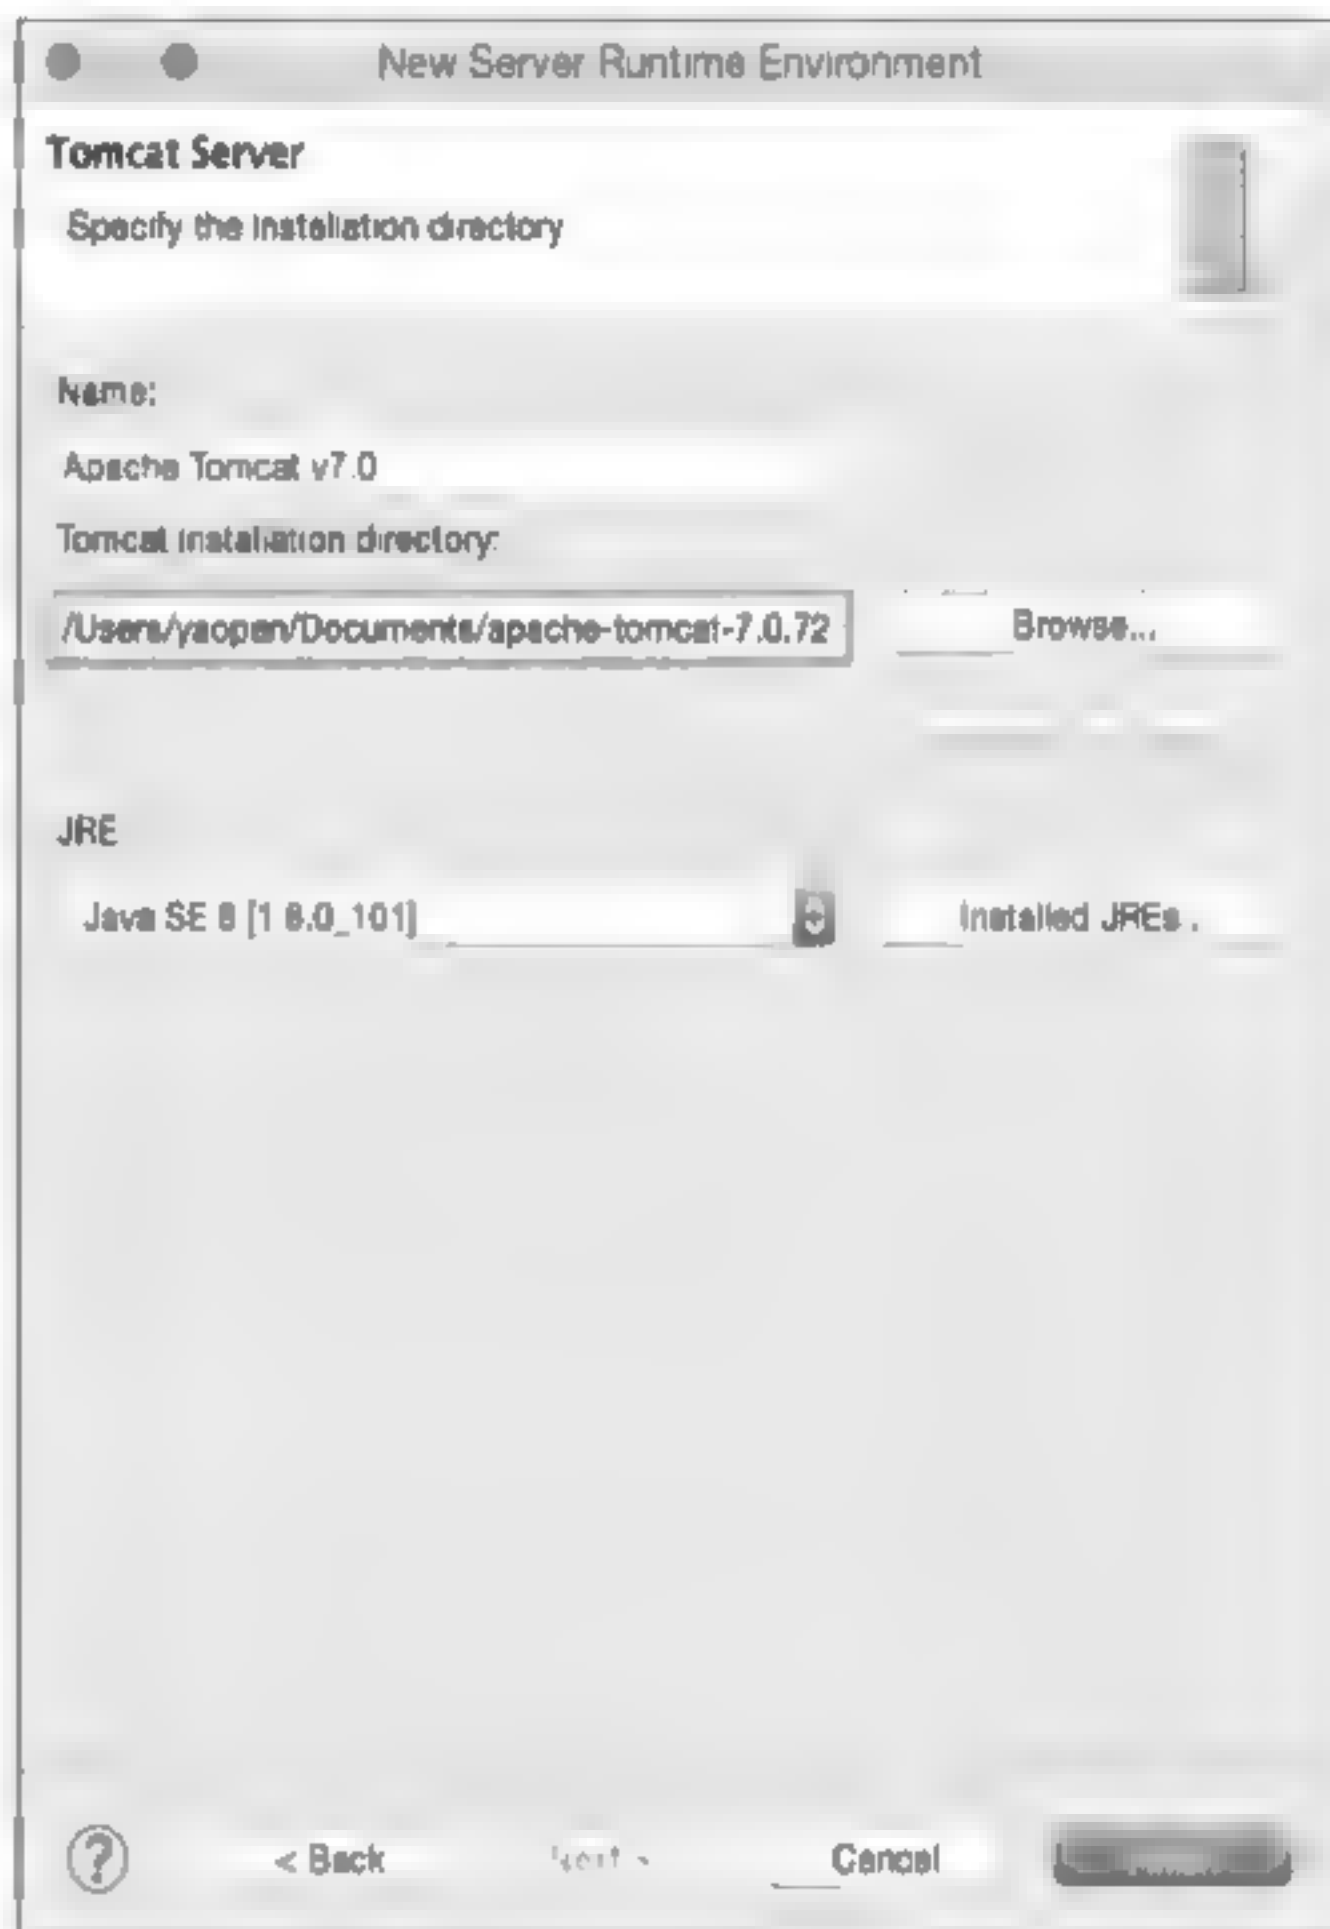 New Server Runtime Environment
Tomcat Server
Specify the installation directory
Name:
Apache Tomcat v7.0
Tomcat installation directory:
/Users/yaopan/Documents/apache-tomcat-7.0.72
Browse...
JRE
Java SE 8 [1 8.0_101]
Installed JREs .
?
< Back
Cancel